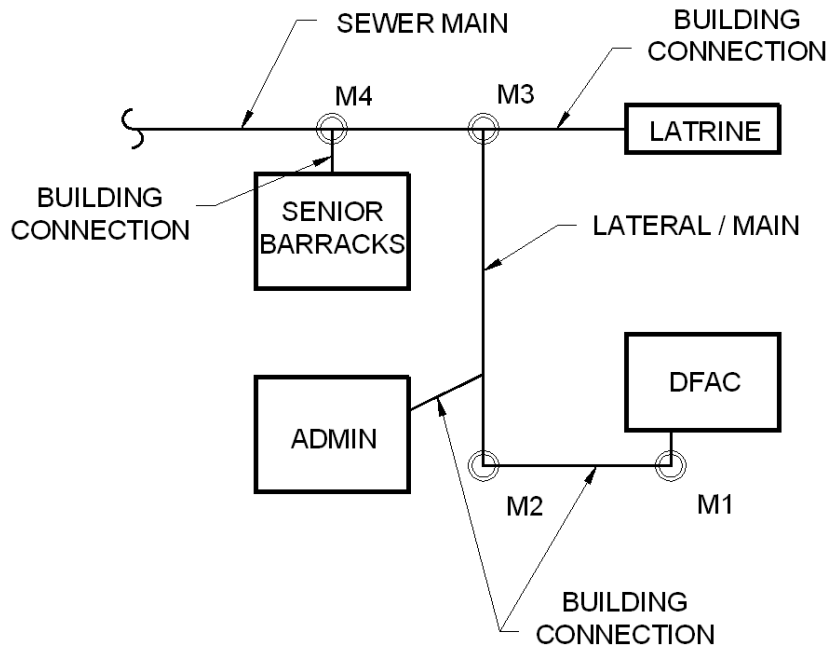 SEWER MAIN
BUILDING
CONNECTION
M4
M3
LATRINE
BUILDING
CONNECTION
SENIOR
BARRACKS
LATERAL / MAIN
DFAC
ADMIN
M2
M1
BUILDING
CONNECTION